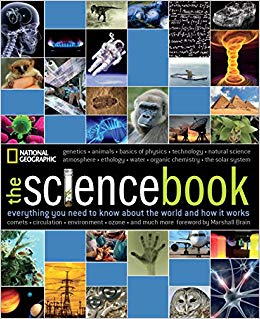 NATIONAL
GEOGRAPHIC
genetics • animals • basics of physics • technology • natural science
atmosphere • ethology • water • organic chemistry • the solar system
the sciencebook
everything you need to know about the world and how it works
comets • circulation • environment • ozone • and much more foreword by Marshall Brain